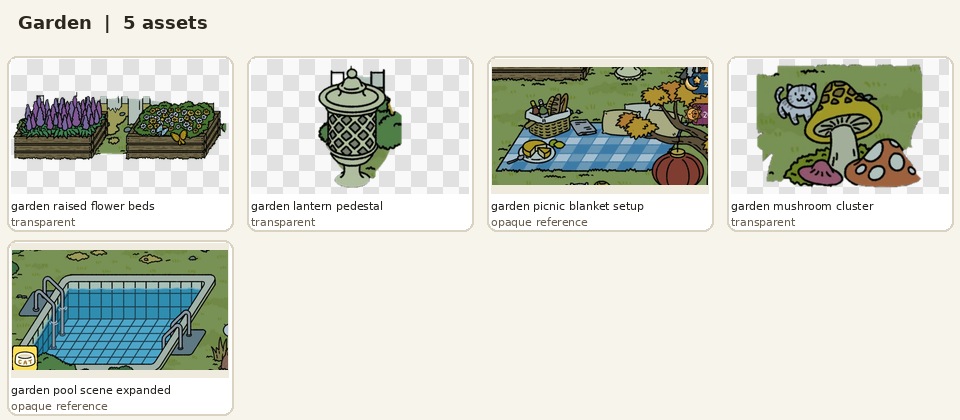 Garden | 5 assets
garden raised flower beds
transparent
garden lantern pedestal
transparent
garden picnic blanket setup
opaque reference
garden mushroom cluster
transparent
CAT
garden pool scene expanded
opaque reference